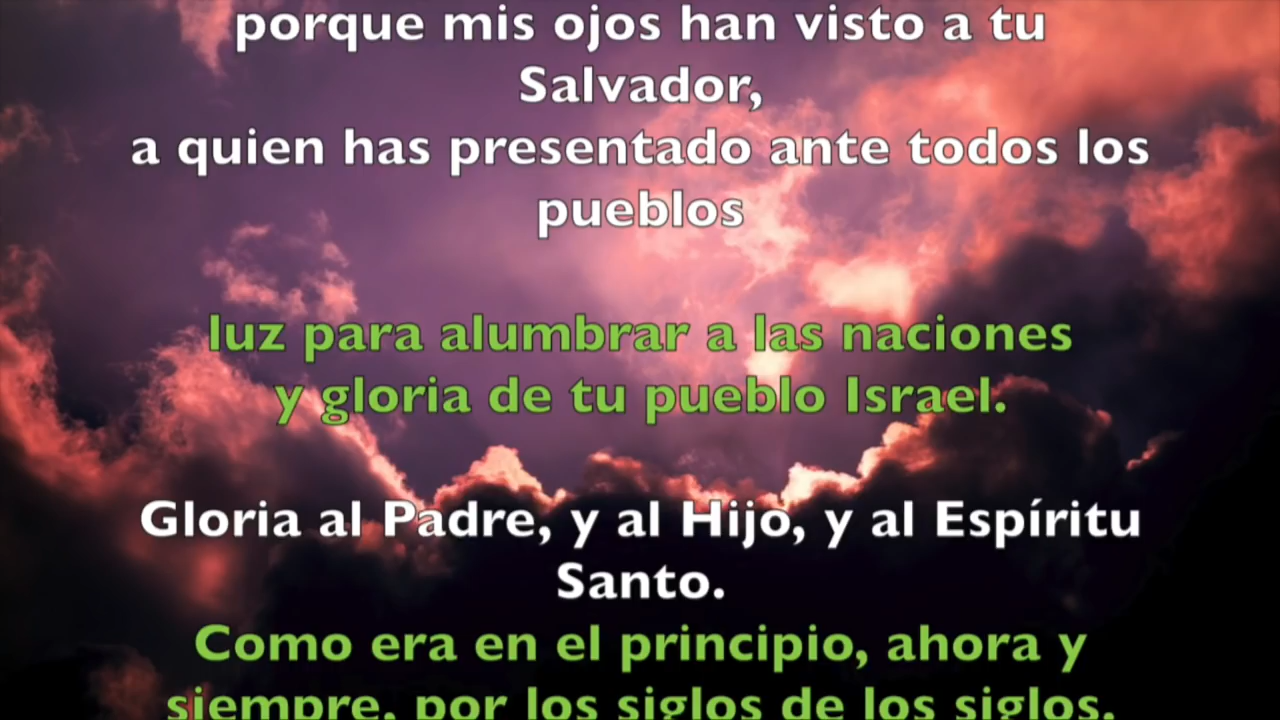 porque mis ojos han visto a tu
Salvador,
a quien has presentado ante todos los
pueblos
luz para alumbrar a las naciones
y gloria de tu pueblo Israel.
Gloria al Padre, y al Hijo, y al Espíritu
Santo.
Como era en el principio, ahora y
siempre, por los siglos de los siglos.